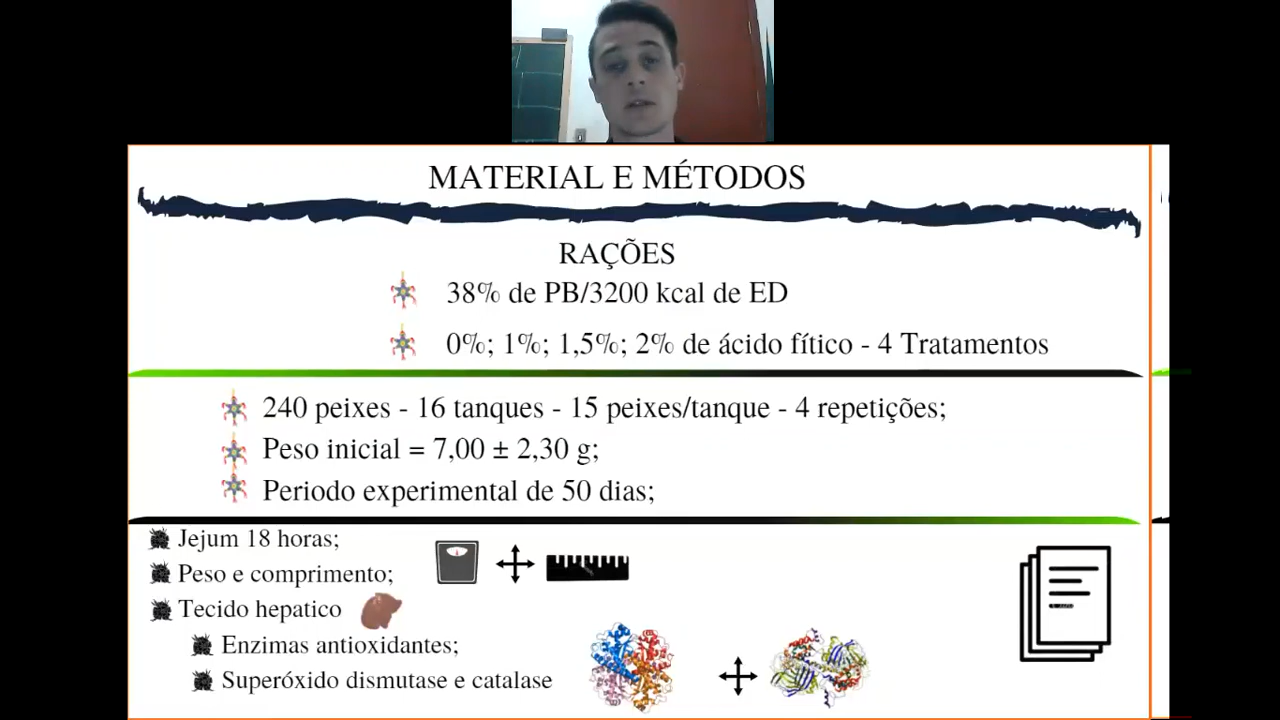 MATERIAL E MÉTODOS
RAÇÕES
38% de PB/3200 kcal de ED
0%; 1%; 1,5%; 2% de ácido fítico - 4 Tratamentos
240 peixes - 16 tanques - 15 peixes/tanque - 4 repetições;
Peso inicial = 7,00 ± 2,30 g;
Periodo experimental de 50 dias;
Jejum 18 horas;
Peso e comprimento;
Tecido hepatico
Enzimas antioxidantes;
Superóxido dismutase e catalase